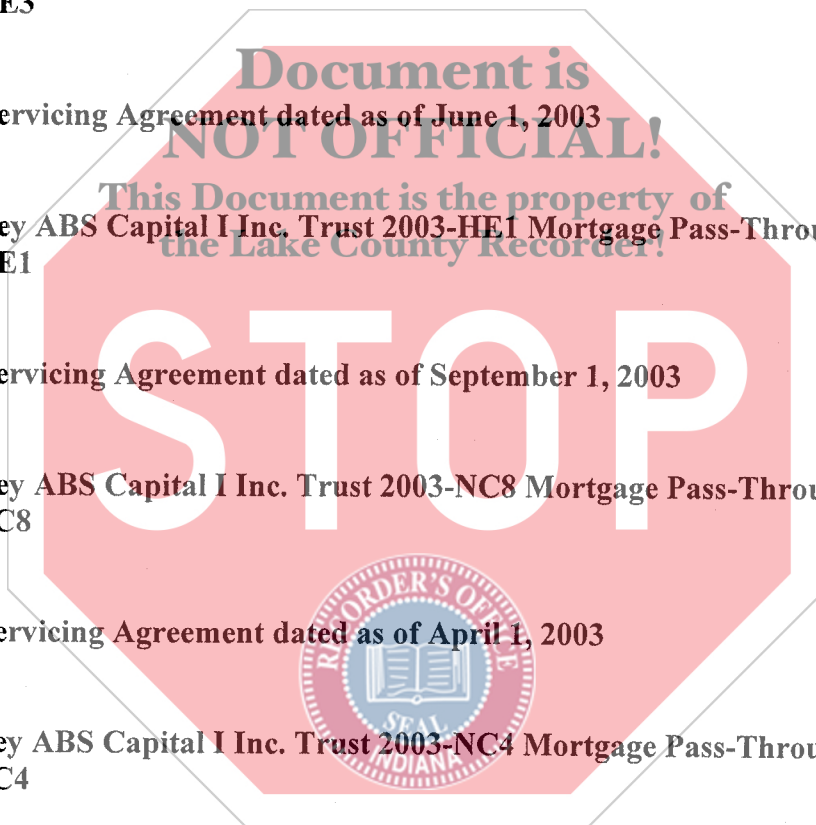 E3
Document is
ervicing Agreement dated as of June 1, 2003
NOT OFFICIAL!
This Document is the property of
ey ABS Capital I Inc. Trust 2003-HE1 Mortgage Pass-Throu
the Lake County Recorder!
E1
STOP
ervicing Agreement dated as of September 1, 2003
ey ABS Capital I Inc. Trust 2003-NC8 Mortgage Pass-Throu
C8
RECORDER'S OFFICE
ervicing Agreement dated as of April 1, 2003
SEAL
INDIANA
ey ABS Capital I Inc. Trust 2003-NC4 Mortgage Pass-Throu
C4